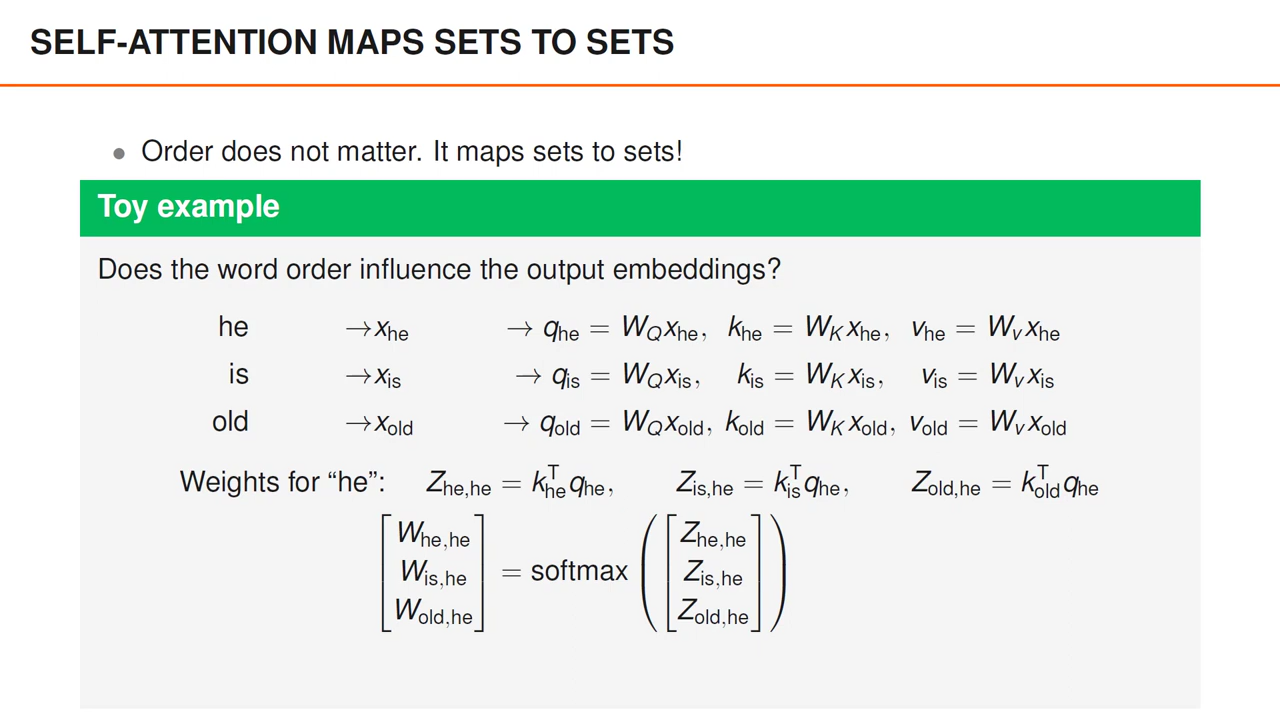 SELF-ATTENTION MAPS SETS TO SETS
• Order does not matter. It maps sets to sets!
Toy example
Does the word order influence the output embeddings?
he →x_he → q_he = W_Q x_he, k_he = W_K x_he, v_he = W_v x_he
is →x_is → q_is = W_Q x_is, k_is = W_K x_is, v_is = W_v x_is
old →x_old → q_old = W_Q x_old, k_old = W_K x_old, v_old = W_v x_old
Weights for “he”: Z_he,he = k_he^T q_he, Z_is,he = k_is^T q_he, Z_old,he = k_old^T q_he
[W_he,he W_is,he W_old,he] = softmax ([Z_he,he Z_is,he Z_old,he])